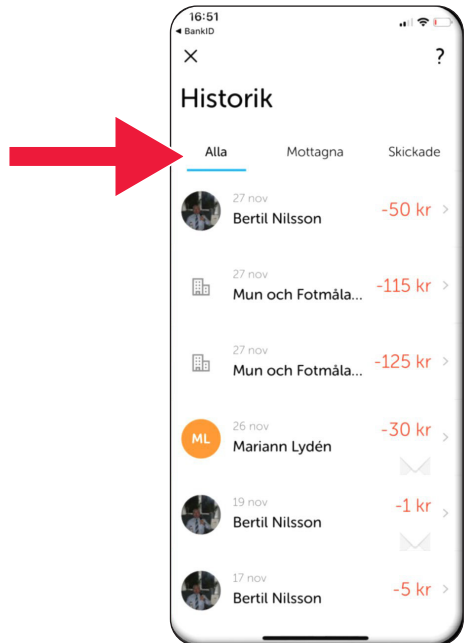 16:51
◀ BankID
?
Historik
Alla Mottagna Skickade
27 nov
Bertil Nilsson -50 kr
27 nov
Mun och Fotmåla... -115 kr
27 nov
Mun och Fotmåla... -125 kr
ML
26 nov
Mariann Lydén -30 kr
19 nov
Bertil Nilsson -1 kr
17 nov
Bertil Nilsson -5 kr